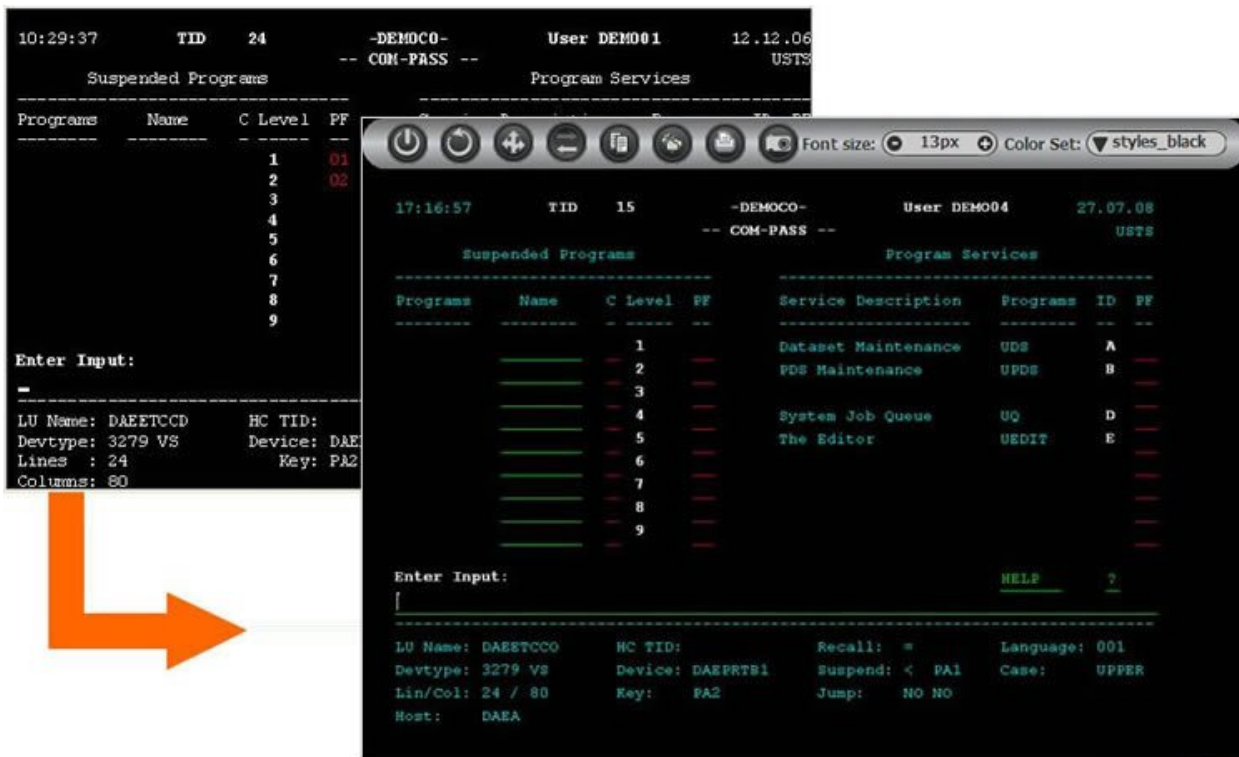 10:29:37 TID 24 -DEMOCO- User DEMO01 12.12.06
-- COM-PASS -- USTS
Suspended Programs Program Services
Programs Name C Level PF
1 01
2 02
3
4
5
6
7
8
9
Enter Input:
LU Name: DAEETCCD HC TID:
Devtype: 3279 VS Device: DAE
Lines : 24 Key: PA2
Columns: 80
Font size: 13px Color Set: styles_black
17:16:57 TID 15 -DEMOCO- User DEMO04 27.07.08
-- COM-PASS -- USTS
Suspended Programs Program Services
Programs Name C Level PF Service Description Programs ID PF
1 Dataset Maintenance UDS A
2 PDS Maintenance UPDS B
3
4 System Job Queue UQ D
5 The Editor UEDIT E
6
7
8
9
Enter Input: HELP ?
LU Name: DAEETCCO HC TID: Recall: = Language: 001
Devtype: 3279 VS Device: DAEPRTB1 Suspend: < PA1 Case: UPPER
Lin/Col: 24 / 80 Key: PA2 Jump: NO NO
Host: DAEA